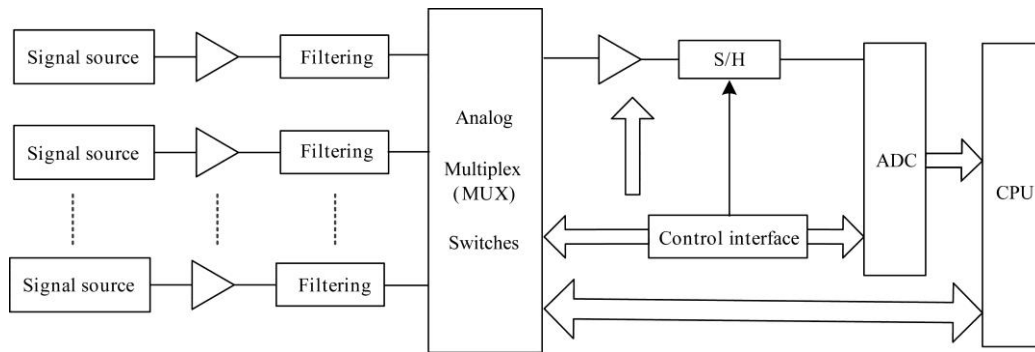 Signal source
Filtering
S/H
Signal source
Filtering
Analog
Multiplex
(MUX)
Switches
ADC
CPU
Control interface
Signal source
Filtering